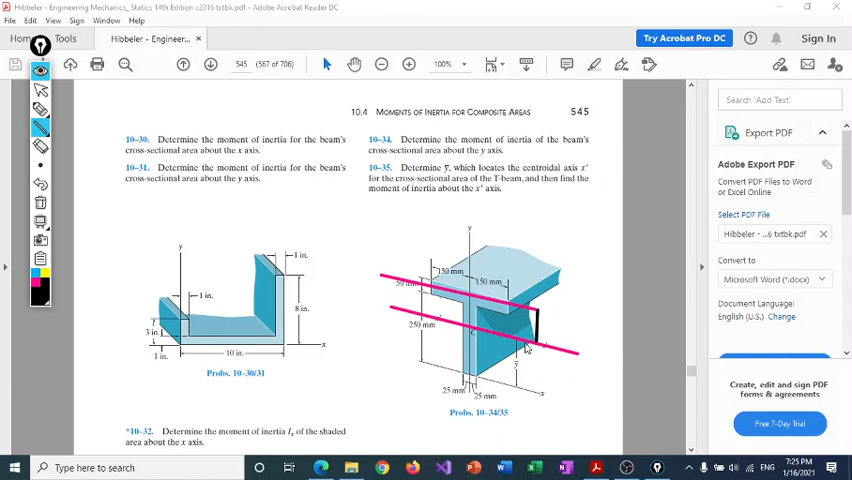 Hibbeler - Engineering Mechanics_ Statics 14th Edition c2016 txtbk.pdf - Adobe Acrobat Reader DC
File Edit View Sign Window Help
Tools
Hibbeler - Engineer...
Try Acrobat Pro DC
Sign In
545 (567 of 706)
100%
10.4 MOMENTS OF INERTIA FOR COMPOSITE AREAS 545
10–30. Determine the moment of inertia for the beam's
cross-sectional area about the x axis.
10–31. Determine the moment of inertia for the beam's
cross-sectional area about the y axis.
y
1 in.
1 in.
8 in.
3 in.
x
10 in.
1 in.
Probs. 10–30/31
*10–32. Determine the moment of inertia Ix of the shaded
area about the x axis.
10–34. Determine the moment of inertia of the beam's
cross-sectional area about the y axis.
10–35. Determine y̅, which locates the centroidal axis x′
for the cross-sectional area of the T-beam, and then find the
moment of inertia about the x′ axis.
y
150 mm
150 mm
250 mm
C
y̅
25 mm
25 mm
x
Probs. 10–34/35
Search 'Add Text'
Export PDF
Adobe Export PDF
Convert PDF Files to Word
or Excel Online
Select PDF File
Hibbeler - ...6 txtbk.pdf
Convert to
Microsoft Word (*.docx)
Document Language:
English (U.S.) Change
Create, edit and sign PDF
forms & agreements
Free 7-Day Trial
Type here to search
ENG
7:25 PM
1/16/2021